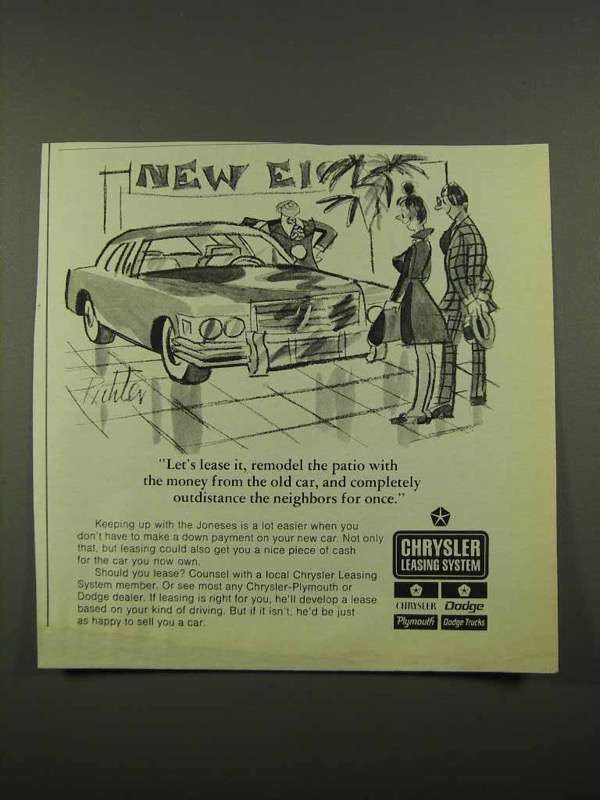 NEW EI
Richter
"Let's lease it, remodel the patio with
the money from the old car, and completely
outdistance the neighbors for once."
Keeping up with the Joneses is a lot easier when you
don't have to make a down payment on your new car. Not only
that, but leasing could also get you a nice piece of cash
for the car you now own.
Should you lease? Counsel with a local Chrysler Leasing
System member. Or see most any Chrysler-Plymouth or
Dodge dealer. If leasing is right for you, he'll develop a lease
based on your kind of driving. But if it isn't, he'd be just
as happy to sell you a car.
CHRYSLER
LEASING SYSTEM
CHRYSLER Dodge
Plymouth Dodge Trucks